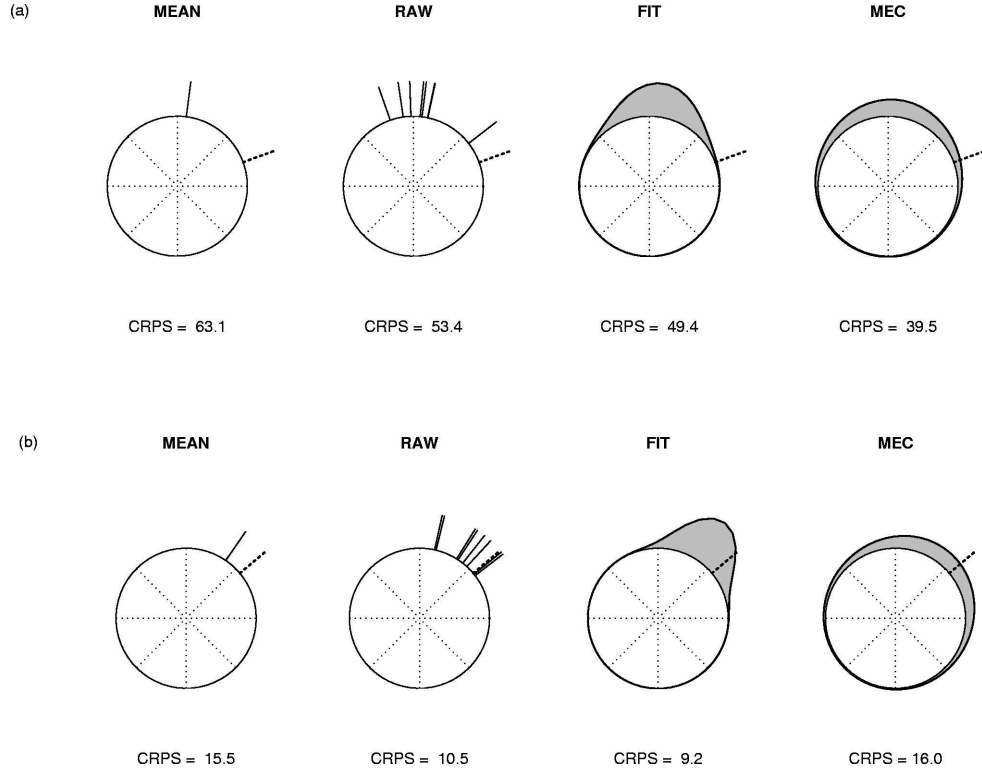 (a) MEAN RAW FIT MEC
CRPS = 63.1 CRPS = 53.4 CRPS = 49.4 CRPS = 39.5
(b) MEAN RAW FIT MEC
CRPS = 15.5 CRPS = 10.5 CRPS = 9.2 CRPS = 16.0